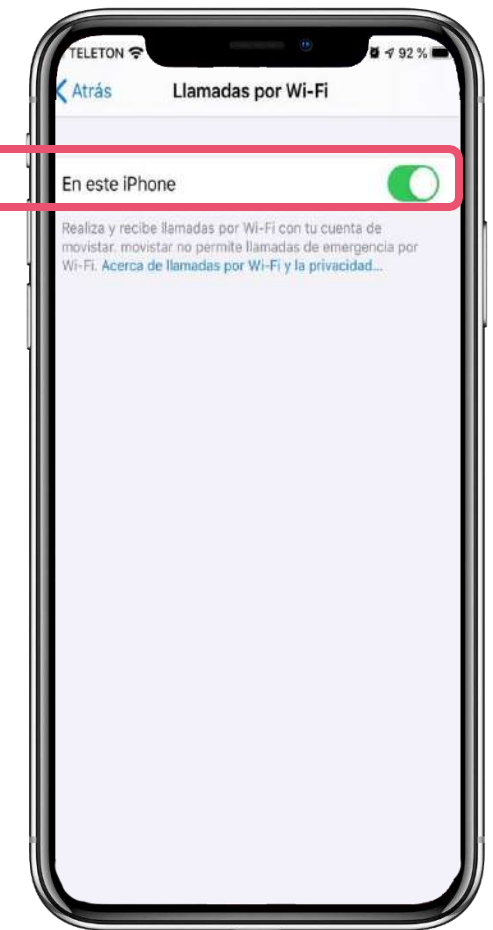 TELETON 92 %
Atrás Llamadas por Wi-Fi
En este iPhone
Realiza y recibe llamadas por Wi-Fi con tu cuenta de
movistar. movistar no permite llamadas de emergencia por
Wi-Fi. Acerca de llamadas por Wi-Fi y la privacidad...